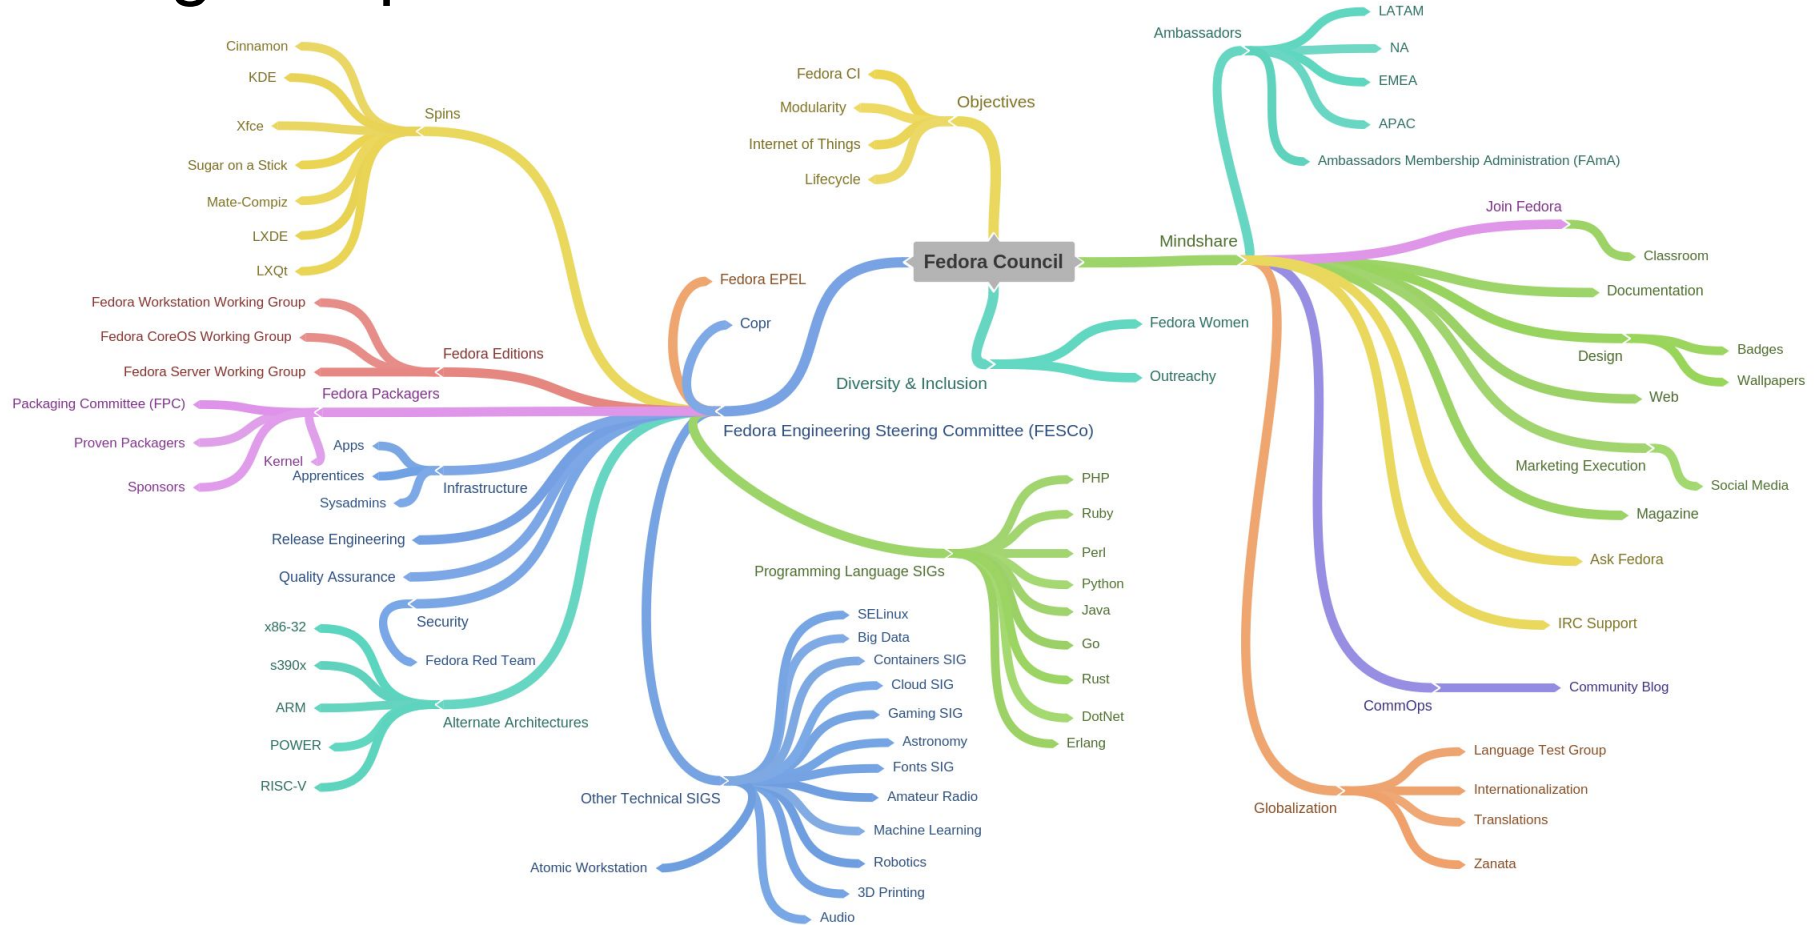 Fedora Council
Objectives
Fedora CI
Modularity
Internet of Things
Lifecycle
Mindshare
Ambassadors
LATAM
NA
EMEA
APAC
Ambassadors Membership Administration (FAmA)
Join Fedora
Classroom
Documentation
Design
Badges
Wallpapers
Web
Marketing Execution
Social Media
Magazine
Ask Fedora
IRC Support
CommOps
Community Blog
Globalization
Language Test Group
Internationalization
Translations
Zanata
Diversity & Inclusion
Fedora Women
Outreachy
Fedora Engineering Steering Committee (FESCo)
Fedora EPEL
Copr
Spins
Cinnamon
KDE
Xfce
Sugar on a Stick
Mate-Compiz
LXDE
LXQt
Fedora Editions
Fedora Workstation Working Group
Fedora CoreOS Working Group
Fedora Server Working Group
Fedora Packagers
Packaging Committee (FPC)
Proven Packagers
Kernel
Sponsors
Infrastructure
Apps
Apprentices
Sysadmins
Release Engineering
Quality Assurance
Security
Fedora Red Team
Alternate Architectures
x86-32
s390x
ARM
POWER
RISC-V
Programming Language SIGs
PHP
Ruby
Perl
Python
Java
Go
Rust
DotNet
Erlang
Other Technical SIGS
SELinux
Big Data
Containers SIG
Cloud SIG
Gaming SIG
Astronomy
Fonts SIG
Amateur Radio
Machine Learning
Robotics
3D Printing
Audio
Atomic Workstation